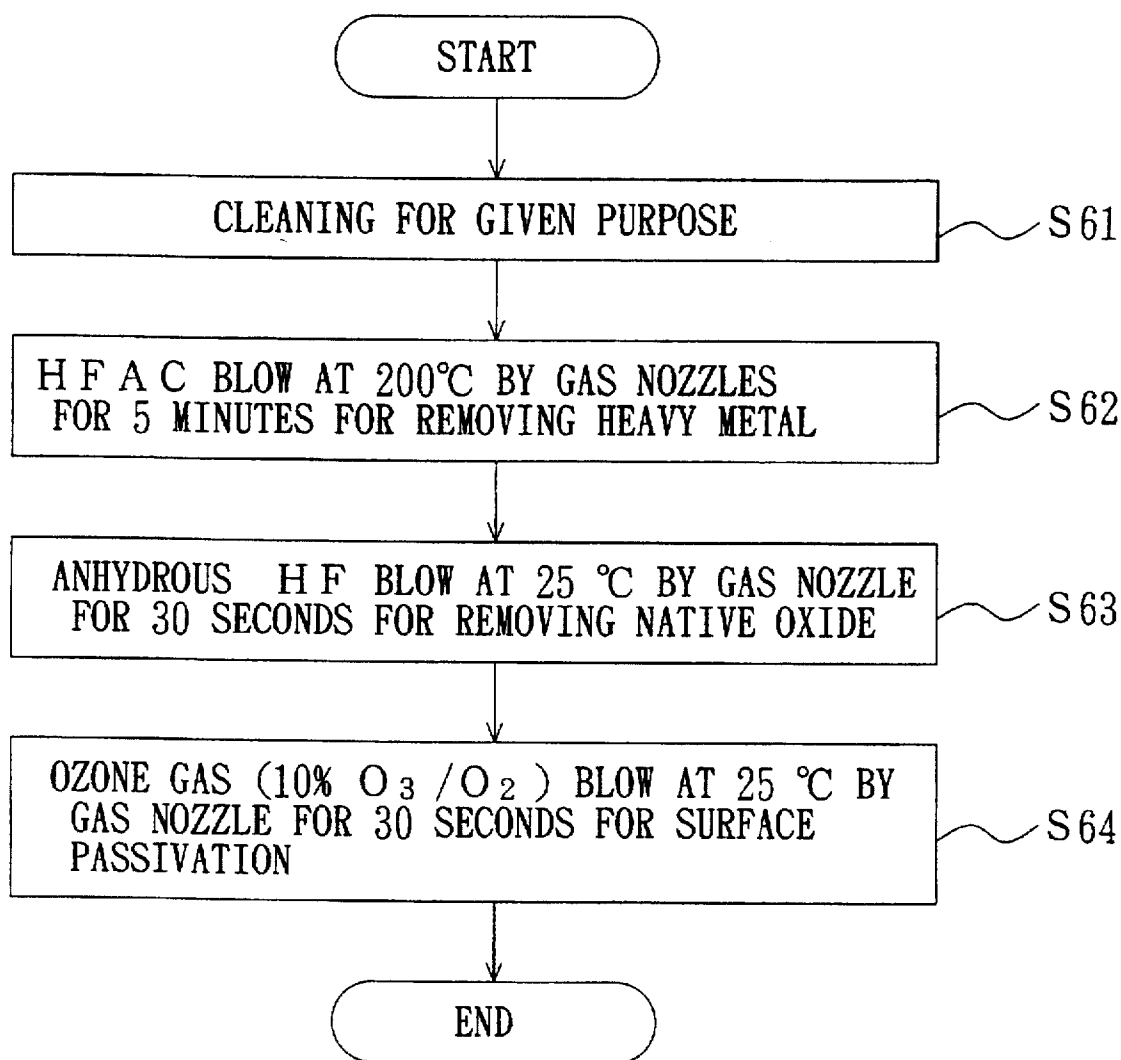 START
CLEANING FOR GIVEN PURPOSE
S61
HFAC BLOW AT 200℃ BY GAS NOZZLES
FOR 5 MINUTES FOR REMOVING HEAVY METAL
S62
ANHYDROUS HF BLOW AT 25 ℃ BY GAS NOZZLE
FOR 30 SECONDS FOR REMOVING NATIVE OXIDE
S63
OZONE GAS (10% O₃ /O₂) BLOW AT 25 ℃ BY
GAS NOZZLE FOR 30 SECONDS FOR SURFACE
PASSIVATION
S64
END